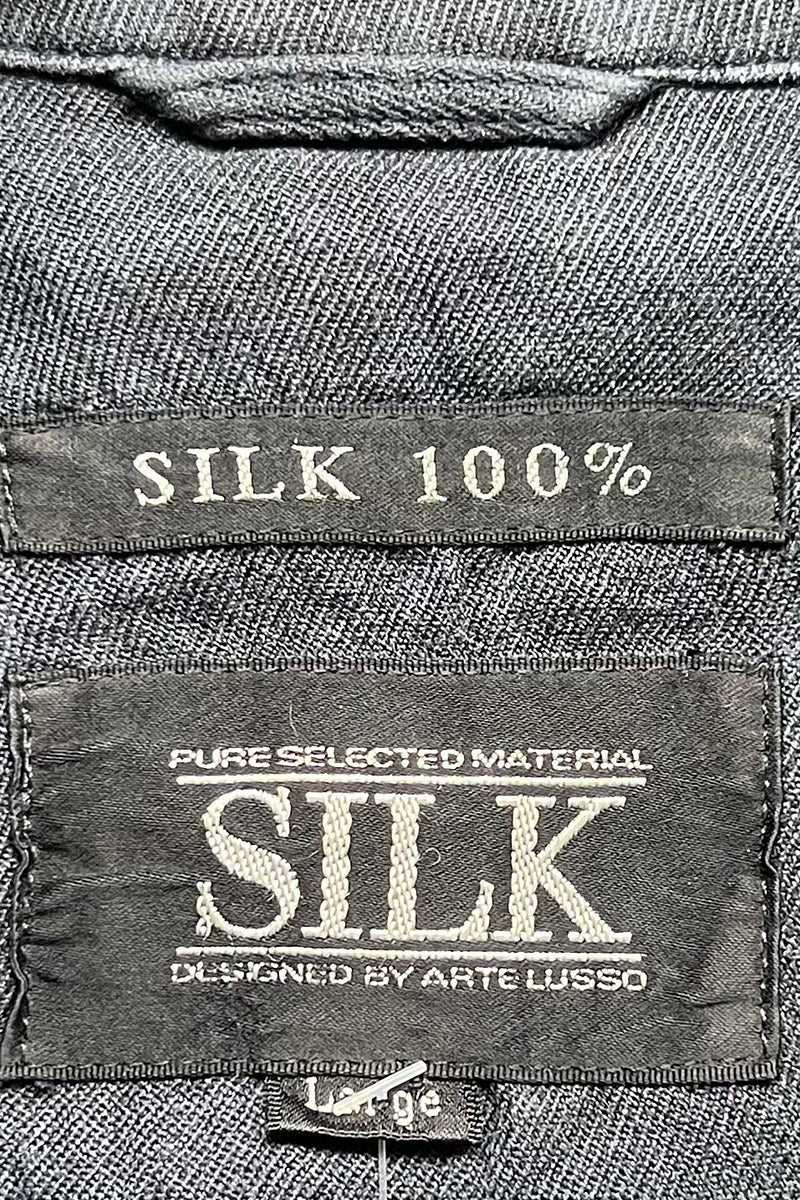 SILK 100%
PURE SELECTED MATERIAL
SILK
DESIGNED BY ARTE LUSSO
Large